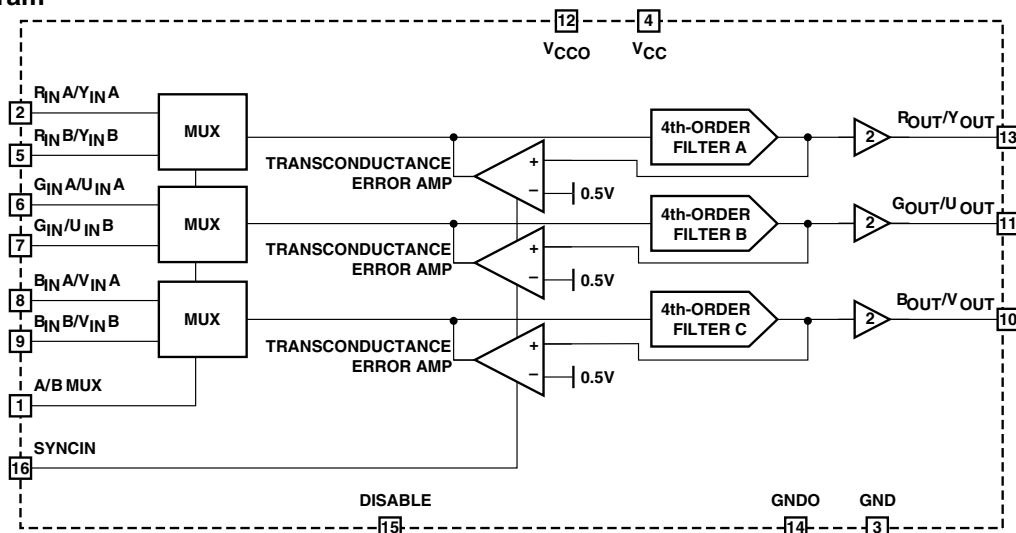 12 4
VCCO VCC
RINA/YINA
2
RINB/YINB
5
MUX
TRANSCONDUCTANCE
ERROR AMP
+
–
0.5V
4th-ORDER
FILTER A
2
ROUT/YOUT
13
GINA/UINA
6
GIN/UINB
7
MUX
TRANSCONDUCTANCE
ERROR AMP
+
–
0.5V
4th-ORDER
FILTER B
2
GOUT/UOUT
11
BINA/VINA
8
BINB/VINB
9
MUX
TRANSCONDUCTANCE
ERROR AMP
+
–
0.5V
4th-ORDER
FILTER C
2
BOUT/VOUT
10
A/B MUX
1
SYNCIN
16
DISABLE GNDO GND
15 14 3